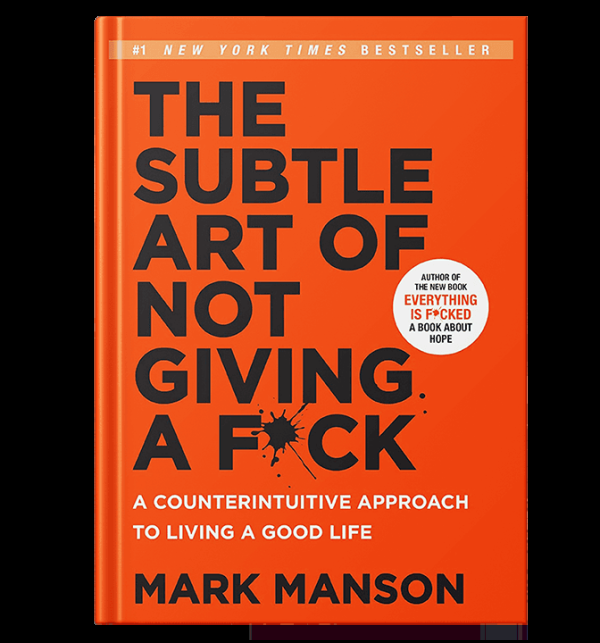 #1 NEW YORK TIMES BESTSELLER
THE
SUBTLE
ART OF
NOT
GIVING
A F*CK
AUTHOR OF
THE NEW BOOK
EVERYTHING
IS F*CKED
A BOOK ABOUT
HOPE
A COUNTERINTUITIVE APPROACH
TO LIVING A GOOD LIFE
MARK MANSON